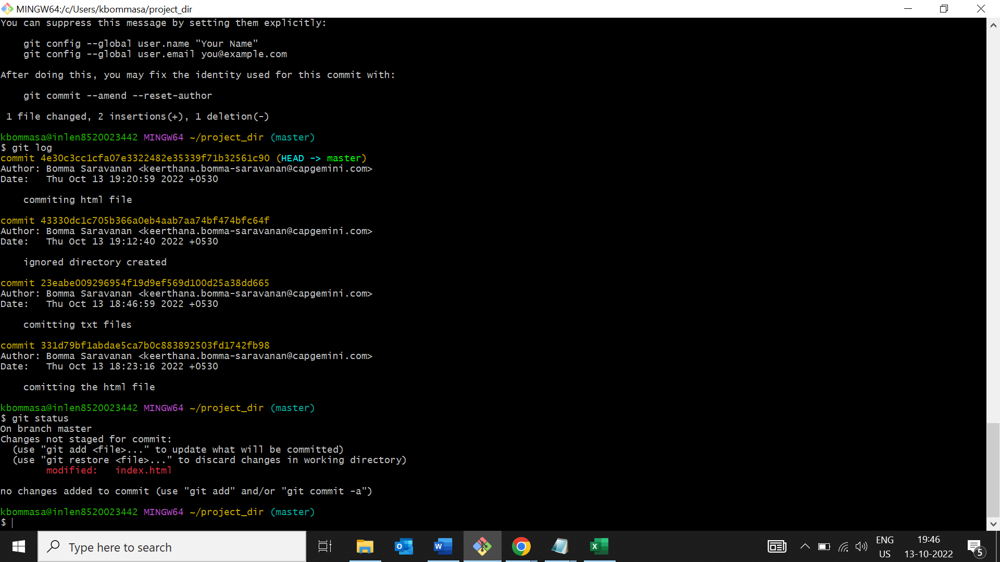 MINGW64:/c/Users/kbommasa/project_dir
You can suppress this message by setting them explicitly:
git config --global user.name "Your Name"
git config --global user.email you@example.com
After doing this, you may fix the identity used for this commit with:
git commit --amend --reset-author
1 file changed, 2 insertions(+), 1 deletion(-)
kbommasa@inlen8520023442 MINGW64 ~/project_dir (master)
$ git log
commit 4e30c3cc1cfa07e3322482e35339f71b32561c90 (HEAD -> master)
Author: Bomma Saravanan <keerthana.bomma-saravanan@capgemini.com>
Date:   Thu Oct 13 19:20:59 2022 +0530
commiting html file
commit 43330dc1c705b366a0eb4aab7aa74bf474bfc64f
Author: Bomma Saravanan <keerthana.bomma-saravanan@capgemini.com>
Date:   Thu Oct 13 19:12:40 2022 +0530
ignored directory created
commit 23eabe009296954f19d9ef569d100d25a38dd665
Author: Bomma Saravanan <keerthana.bomma-saravanan@capgemini.com>
Date:   Thu Oct 13 18:46:59 2022 +0530
comitting txt files
commit 331d79bf1abdae5ca7b0c883892503fd1742fb98
Author: Bomma Saravanan <keerthana.bomma-saravanan@capgemini.com>
Date:   Thu Oct 13 18:23:16 2022 +0530
comitting the html file
kbommasa@inlen8520023442 MINGW64 ~/project_dir (master)
$ git status
On branch master
Changes not staged for commit:
(use "git add <file>..." to update what will be committed)
(use "git restore <file>..." to discard changes in working directory)
modified:   index.html
no changes added to commit (use "git add" and/or "git commit -a")
kbommasa@inlen8520023442 MINGW64 ~/project_dir (master)
$
Type here to search
ENG
US
19:46
13-10-2022
5